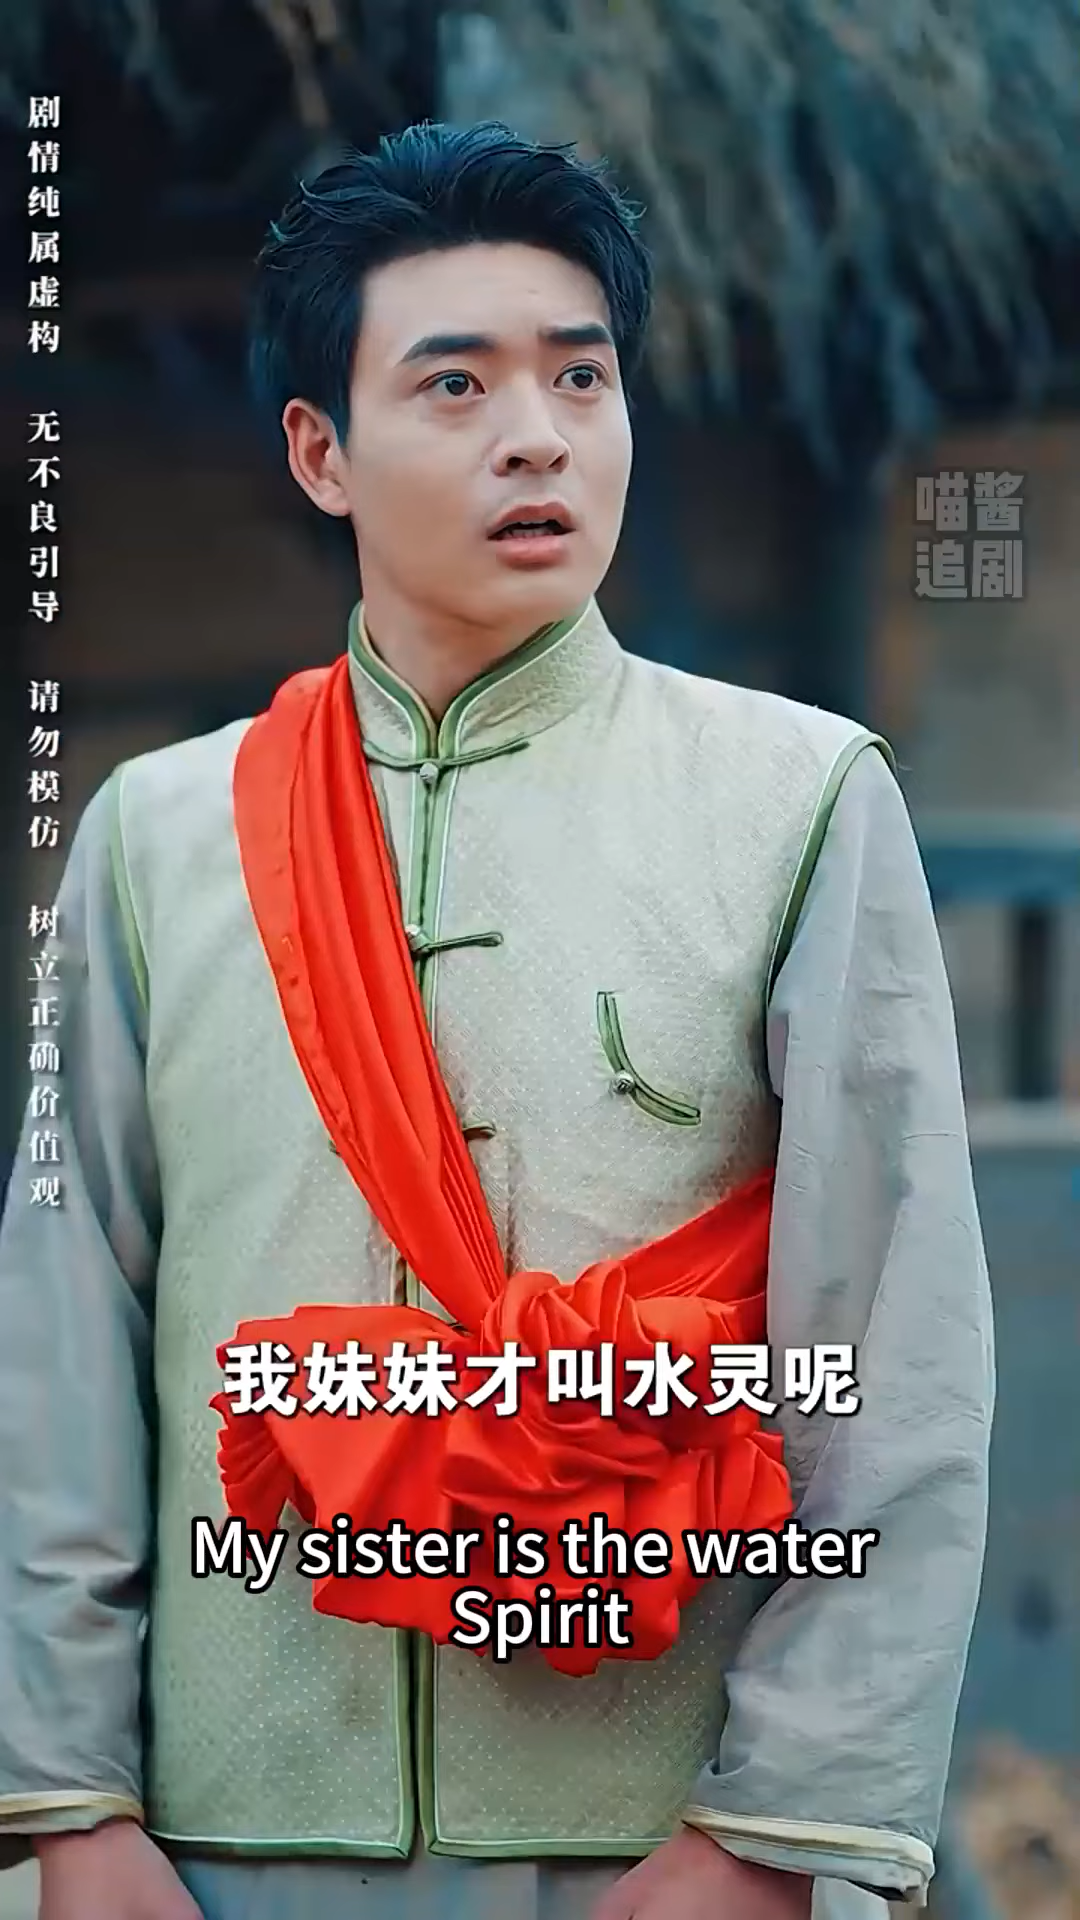 剧情纯属虚构 无不良引导 请勿模仿 树立正确价值观
喵酱
追剧
我妹妹才叫水灵呢
My sister is the water
Spirit